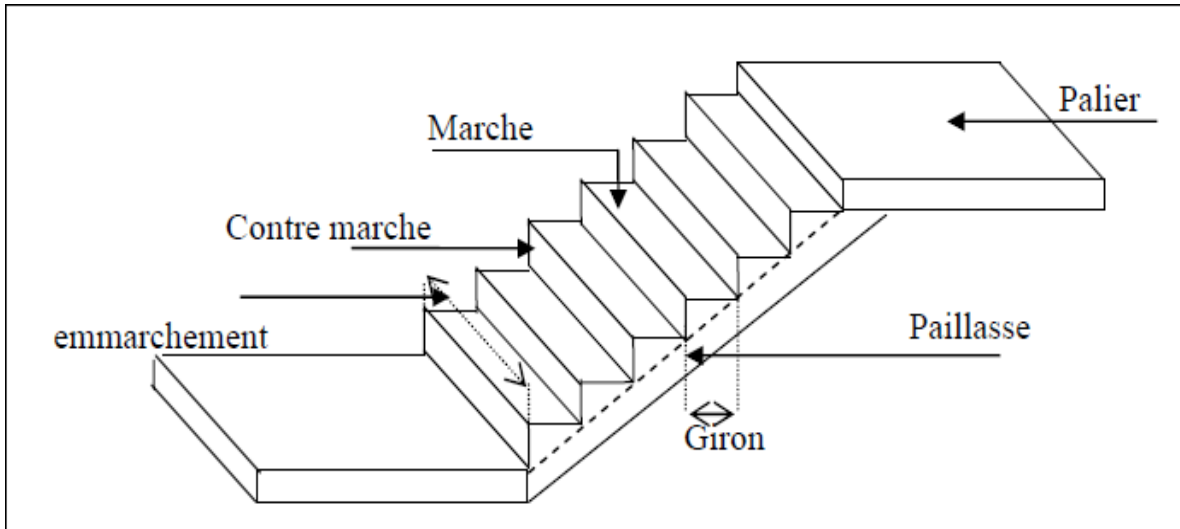 Palier
Marche
Contre marche
emmarchement
Paillasse
Giron